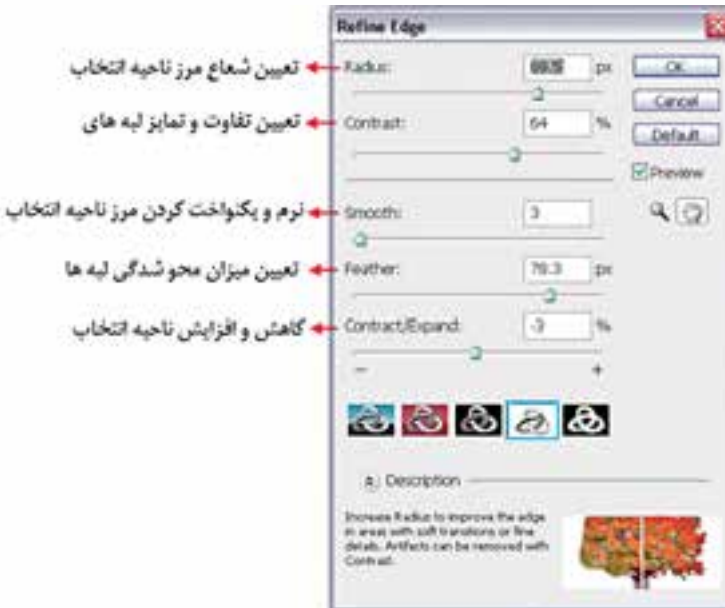 Refine Edge
تعیین شعاع مرز ناحیه انتخاب
Radius:
px
OK
تعیین تفاوت و تمایز لبه های
Contrast:
64
%
Cancel
Default
Preview
نرم و یکنواخت کردن مرز ناحیه انتخاب
Smooth:
3
تعیین میزان محو شدگی لبه ها
Feather:
78.3
px
کاهش و افزایش ناحیه انتخاب
Contract/Expand:
-3
%
− +
Description
Increase Radius to improve the edge
in areas with soft transitions or fine
details. Artifacts can be removed with
Contrast.